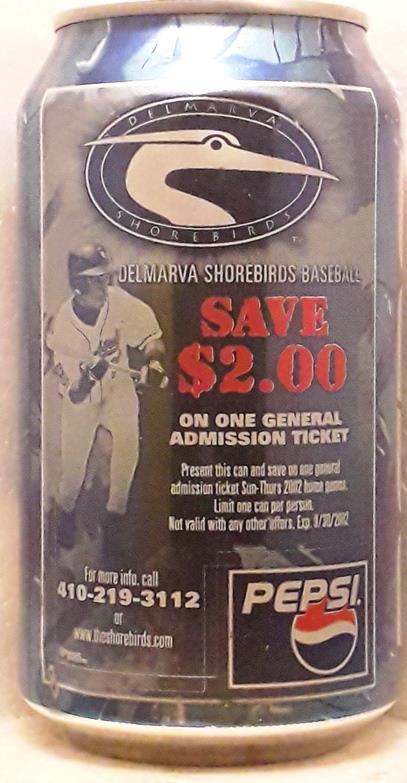 DELMARVA
SHOREBIRDS
DELMARVA SHOREBIRDS BASEBALL
SAVE
$2.00
ON ONE GENERAL
ADMISSION TICKET
Present this can and save on one general
admission ticket Sun-Thurs 2002 home games.
Limit one can per person.
Not valid with any other offers. Exp. 8/30/2002
For more info. call
410-219-3112
or
www.theshorebirds.com
PEPSI